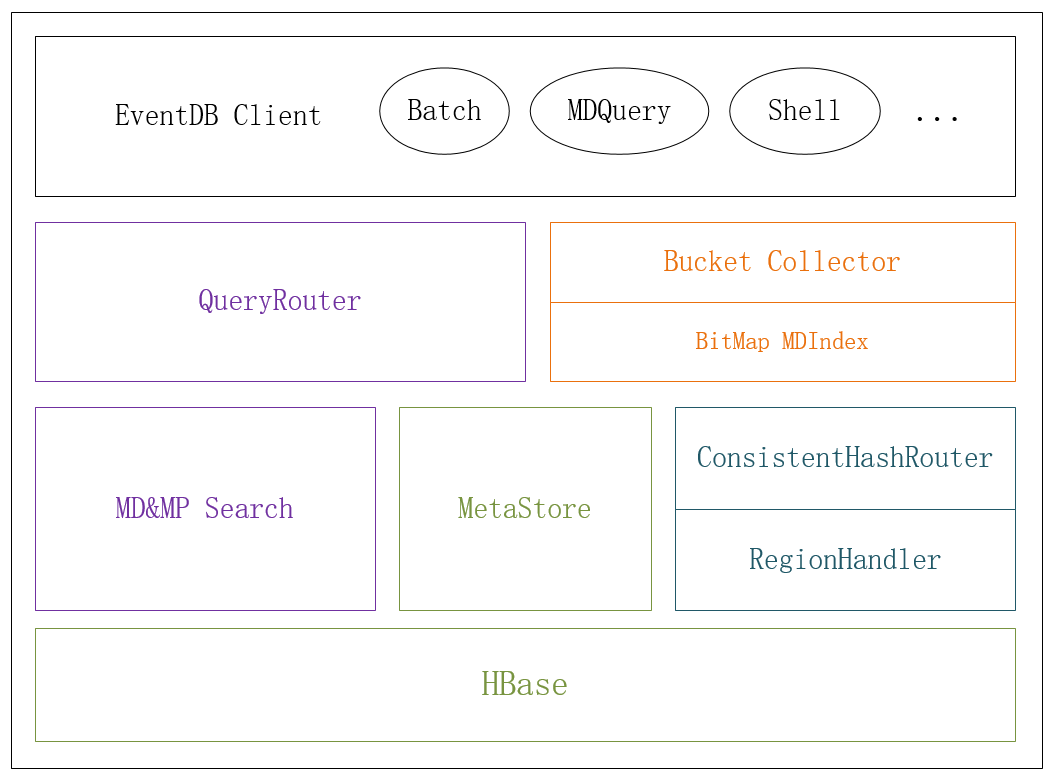 EventDB Client
Batch
MDQuery
Shell
...
QueryRouter
Bucket Collector
BitMap MDIndex
MD&MP Search
MetaStore
ConsistentHashRouter
RegionHandler
HBase